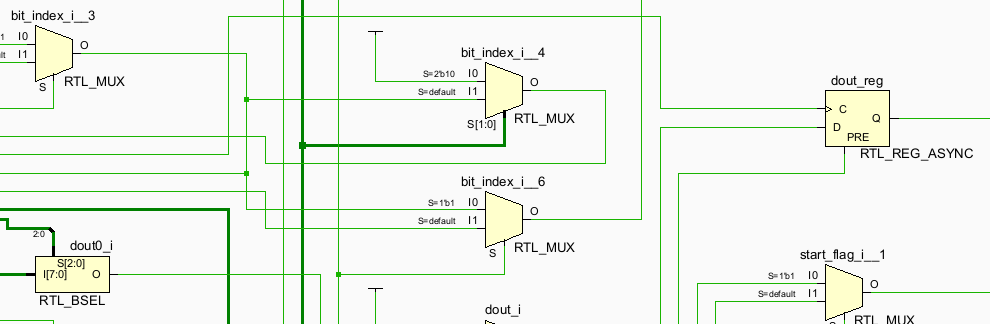 bit_index_i__3
I0
I1
O
S
RTL_MUX
bit_index_i__4
S=2'b10
I0
S=default
I1
O
S[1:0]
RTL_MUX
dout_reg
C
D
Q
PRE
RTL_REG_ASYNC
bit_index_i__6
S=1'b1
I0
S=default
I1
O
S
RTL_MUX
2:0
dout0_i
S[2:0]
I[7:0]
O
RTL_BSEL
dout_i
start_flag_i__1
S=1'b1
I0
S=default
I1
O
RTL_MUX